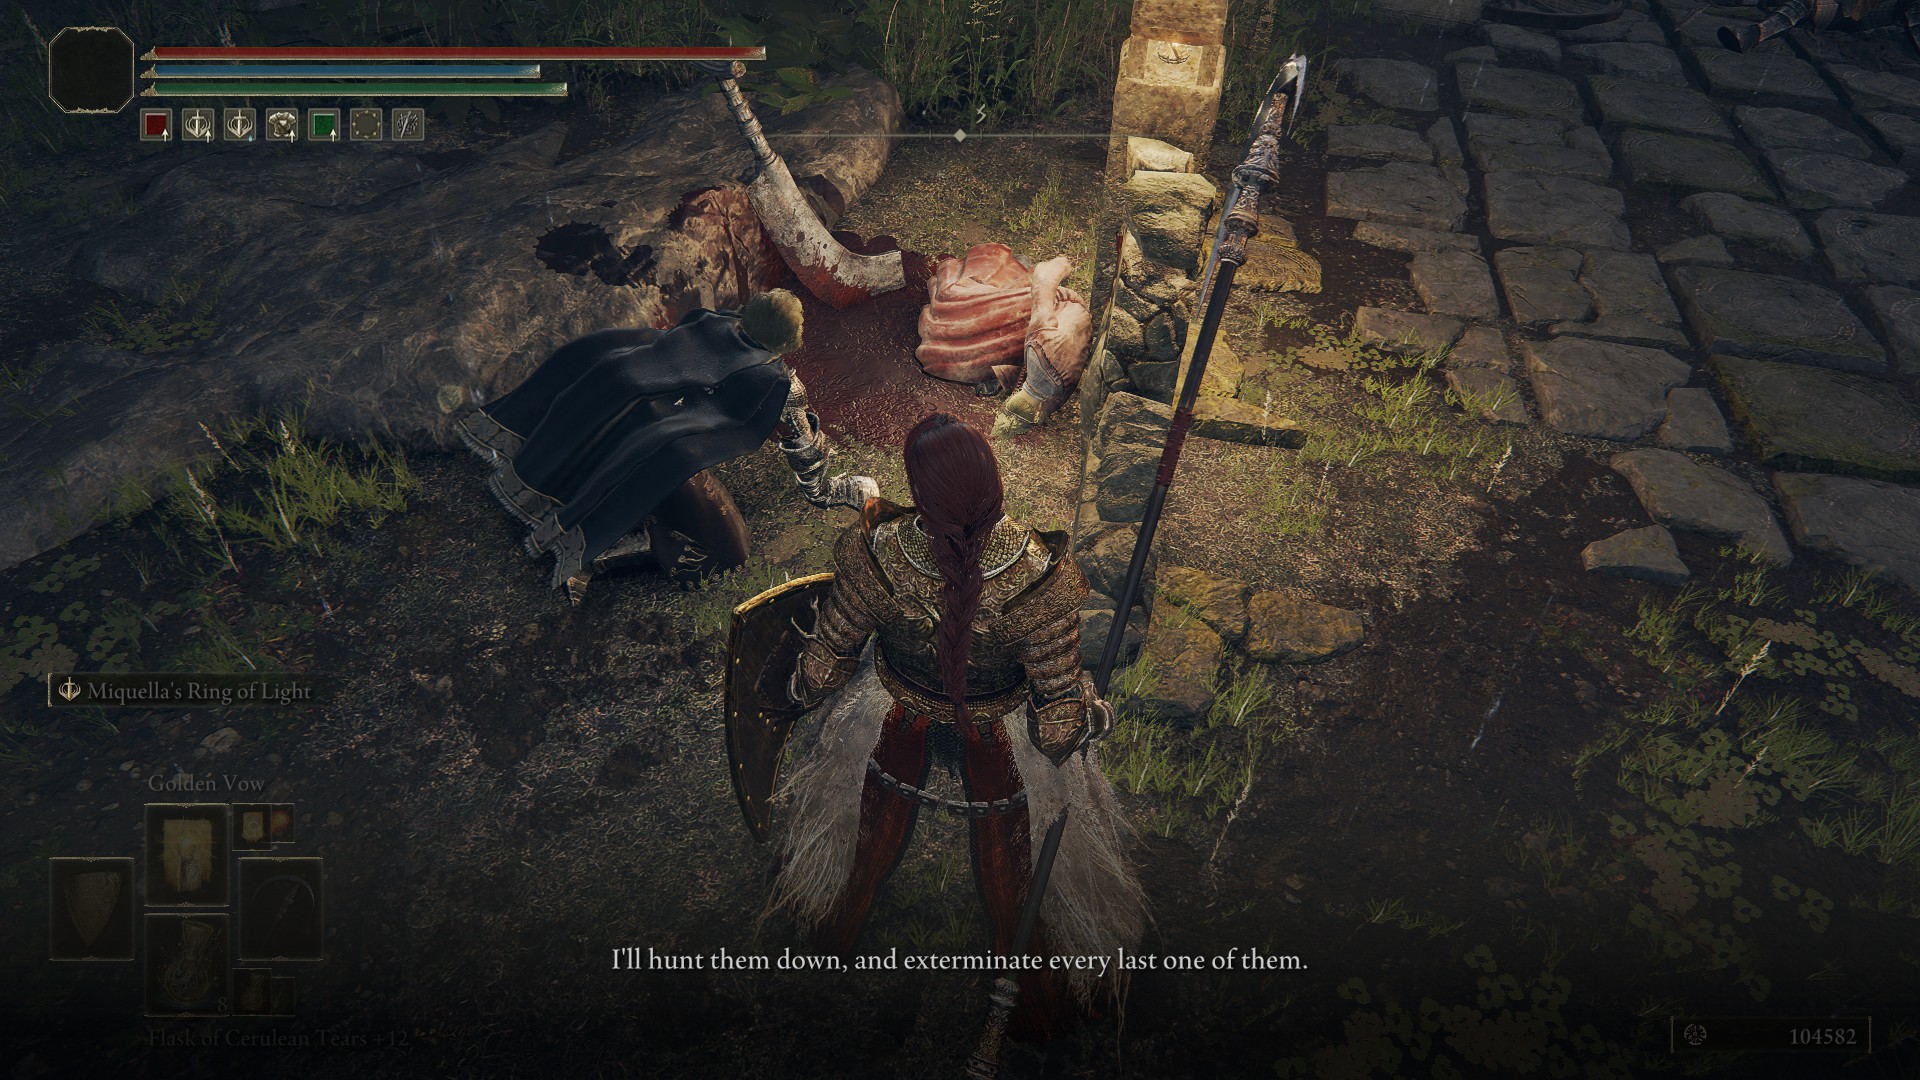 Miquella's Ring of Light
Golden Vow
8
Flask of Cerulean Tears +12
I'll hunt them down, and exterminate every last one of them.
104582